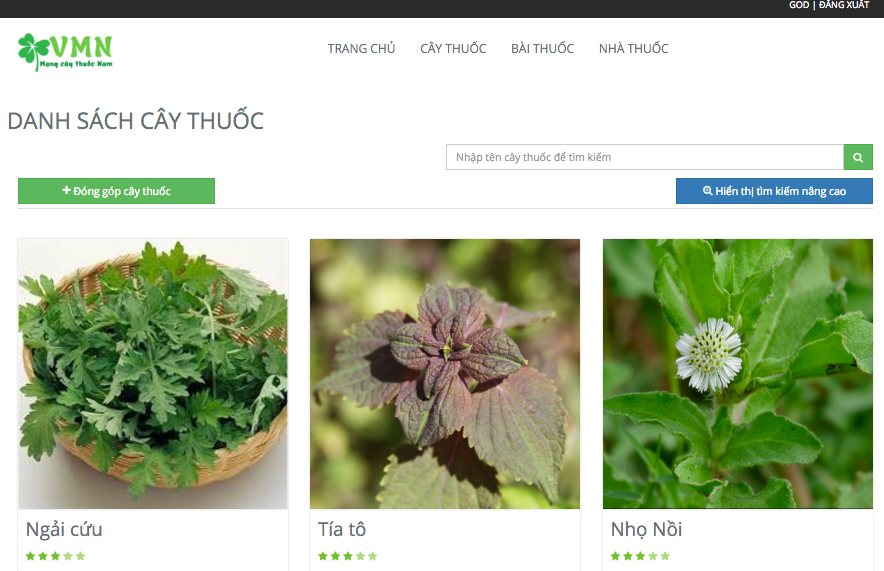 GOD | ĐĂNG XUẤT
VMN
Mạng cây thuốc Nam
TRANG CHỦ CÂY THUỐC BÀI THUỐC NHÀ THUỐC
DANH SÁCH CÂY THUỐC
Nhập tên cây thuốc để tìm kiếm
Đóng góp cây thuốc
Hiển thị tìm kiếm nâng cao
Ngải cứu
Tía tô
Nhọ Nồi